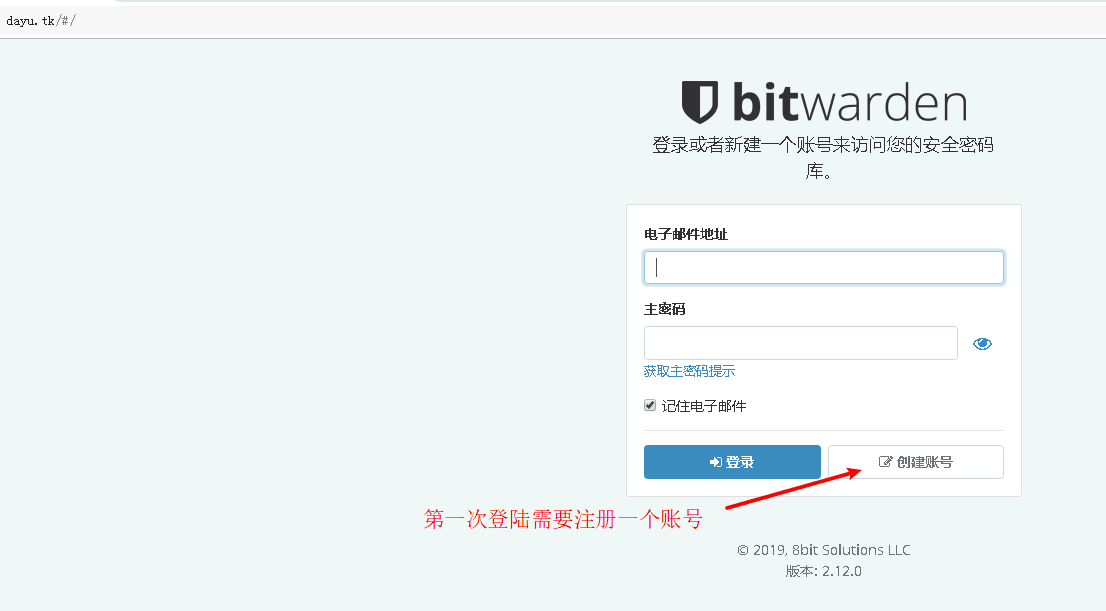 dayu.tk/#/
bitwarden
登录或者新建一个账号来访问您的安全密码
库。
电子邮件地址
主密码
获取主密码提示
记住电子邮件
登录 创建账号
第一次登陆需要注册一个账号
© 2019, 8bit Solutions LLC
版本: 2.12.0